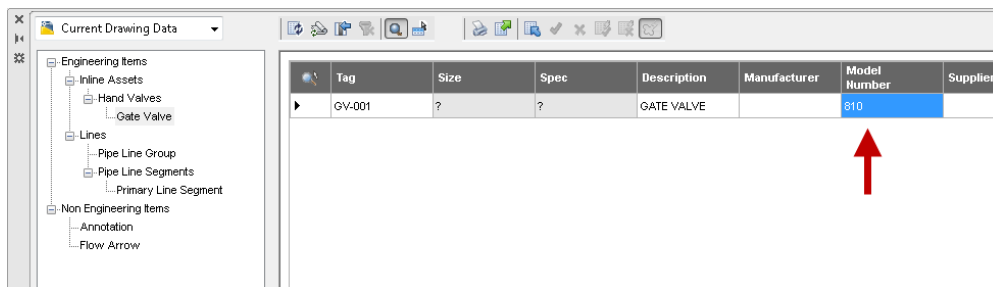 Current Drawing Data
Engineering Items
Inline Assets
Hand Valves
Gate Valve
Lines
Pipe Line Group
Pipe Line Segments
Primary Line Segment
Non Engineering Items
Annotation
Flow Arrow
Tag Size Spec Description Manufacturer Model Number Supplier
GV-001 ? ? GATE VALVE 810